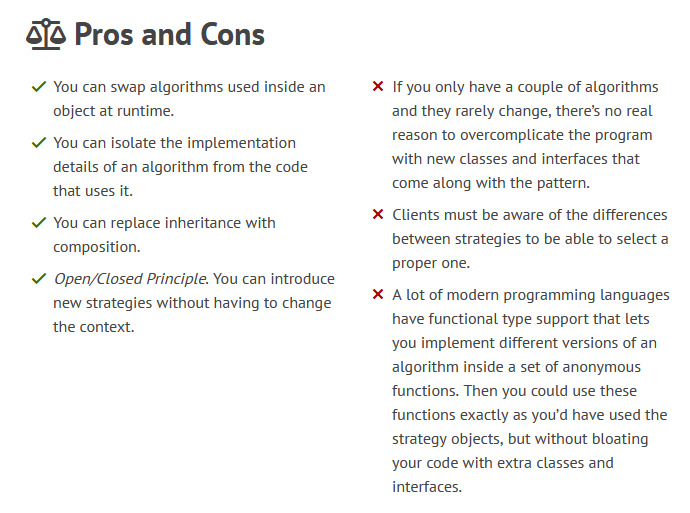 Pros and Cons
You can swap algorithms used inside an
object at runtime.
You can isolate the implementation
details of an algorithm from the code
that uses it.
You can replace inheritance with
composition.
Open/Closed Principle. You can introduce
new strategies without having to change
the context.
If you only have a couple of algorithms
and they rarely change, there’s no real
reason to overcomplicate the program
with new classes and interfaces that
come along with the pattern.
Clients must be aware of the differences
between strategies to be able to select a
proper one.
A lot of modern programming languages
have functional type support that lets
you implement different versions of an
algorithm inside a set of anonymous
functions. Then you could use these
functions exactly as you’d have used the
strategy objects, but without bloating
your code with extra classes and
interfaces.